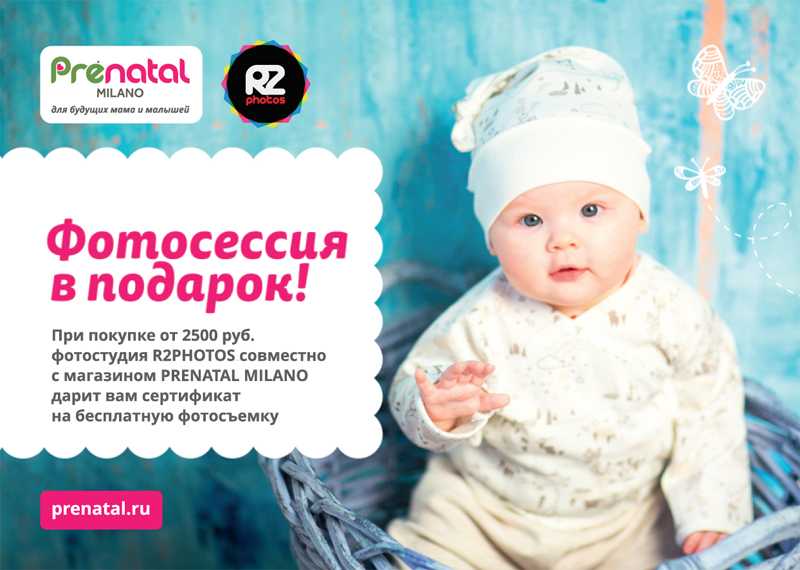 Prénatal
MILANO
для будущих мама и малышей
R2
photos
Фотосессия
в подарок!
При покупке от 2500 руб.
фотостудия R2PHOTOS совместно
с магазином PRENATAL MILANO
дарит вам сертификат
на бесплатную фотосъемку
prenatal.ru